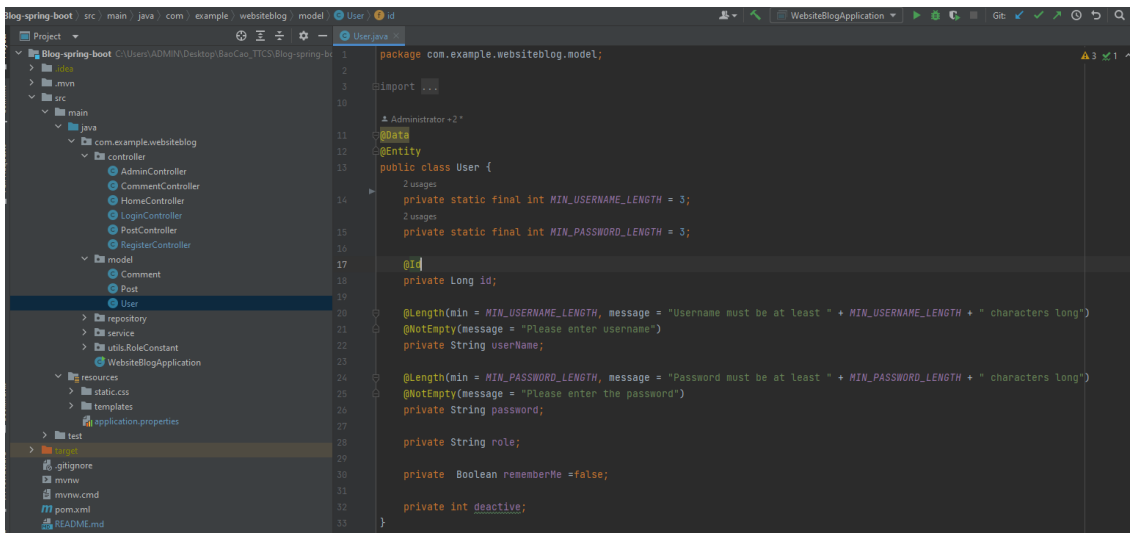 Blog-spring-boot src main java com example websiteblog model User id
WebsiteBlogApplication
Git:
Project
User.java
Blog-spring-boot C:\Users\ADMIN\Desktop\BaoCao_TTCS\Blog-spring-bo
.idea
.mvn
src
main
java
com.example.websiteblog
controller
AdminController
CommentController
HomeController
LoginController
PostController
RegisterController
model
Comment
Post
User
repository
service
utils.RoleConstant
WebsiteBlogApplication
resources
static.css
templates
application.properties
test
target
.gitignore
mvnw
mvnw.cmd
pom.xml
README.md
3 1
1 package com.example.websiteblog.model;
2
3 import ...
10
Administrator +2 *
11 @Data
12 @Entity
13 public class User {
2 usages
14 private static final int MIN_USERNAME_LENGTH = 3;
2 usages
15 private static final int MIN_PASSWORD_LENGTH = 3;
16
17 @Id
18 private Long id;
19
20 @Length(min = MIN_USERNAME_LENGTH, message = "Username must be at least " + MIN_USERNAME_LENGTH + " characters long")
21 @NotEmpty(message = "Please enter username")
22 private String userName;
23
24 @Length(min = MIN_PASSWORD_LENGTH, message = "Password must be at least " + MIN_PASSWORD_LENGTH + " characters long")
25 @NotEmpty(message = "Please enter the password")
26 private String password;
27
28 private String role;
29
30 private Boolean rememberMe =false;
31
32 private int deactive;
33 }